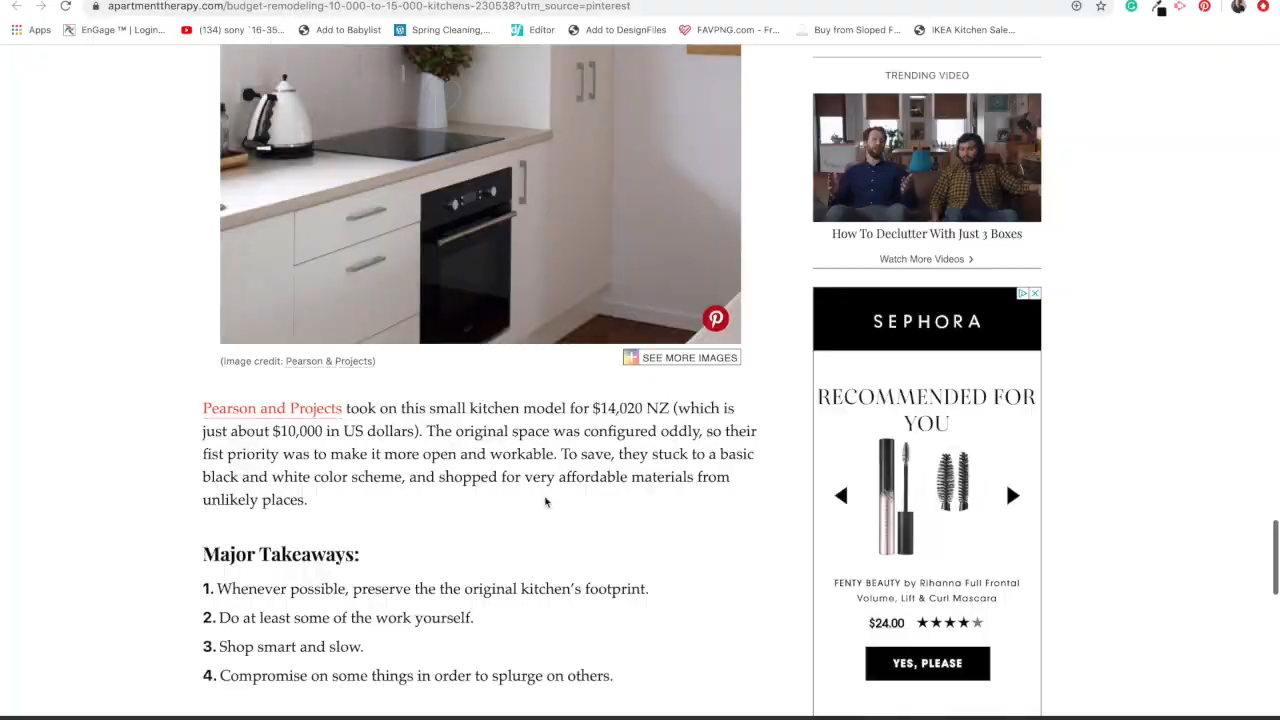 apartmenttherapy.com/budget-remodeling-10-000-to-15-000-kitchens-230538?utm_source=pinterest
Apps
EnGage ™ | Login...
(134) sony `16-35...
Add to Babylist
Spring Cleaning,...
Editor
Add to DesignFiles
FAVPNG.com - Fr...
Buy from Sloped F...
IKEA Kitchen Sale...
(Image credit: Pearson & Projects)
SEE MORE IMAGES
Pearson and Projects took on this small kitchen model for $14,020 NZ (which is
just about $10,000 in US dollars). The original space was configured oddly, so their
fist priority was to make it more open and workable. To save, they stuck to a basic
black and white color scheme, and shopped for very affordable materials from
unlikely places.
Major Takeaways:
1. Whenever possible, preserve the the original kitchen's footprint.
2. Do at least some of the work yourself.
3. Shop smart and slow.
4. Compromise on some things in order to splurge on others.
TRENDING VIDEO
How To Declutter With Just 3 Boxes
Watch More Videos
SEPHORA
RECOMMENDED FOR
YOU
FENTY BEAUTY by Rihanna Full Frontal
Volume, Lift & Curl Mascara
$24.00
YES, PLEASE